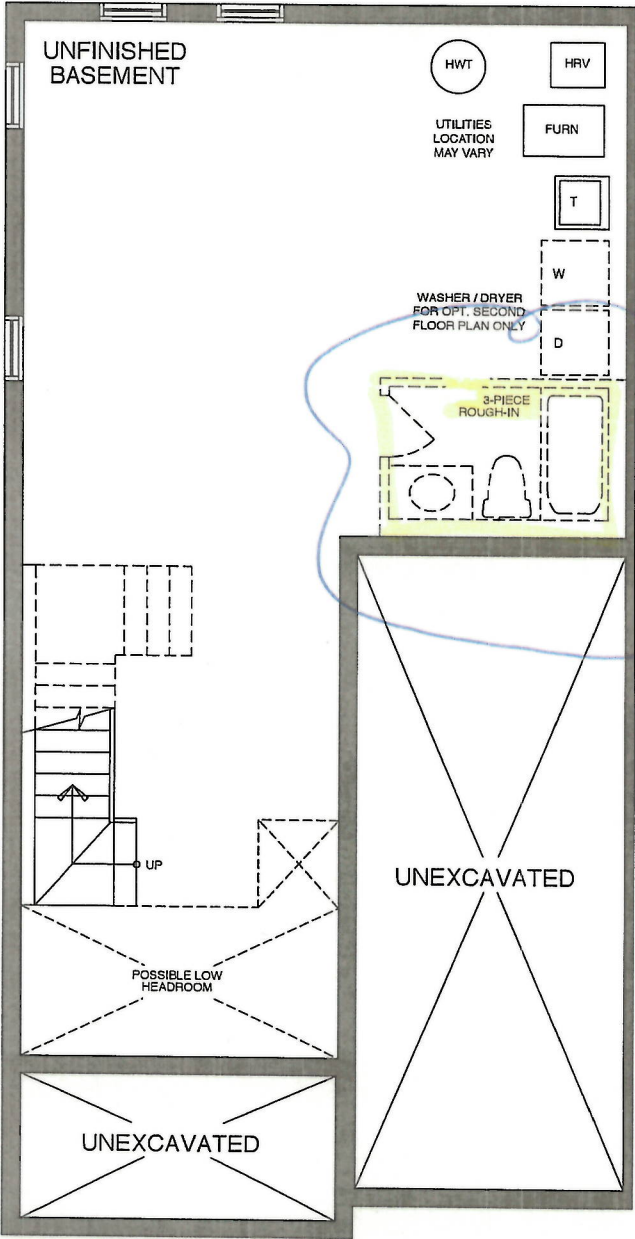 UNFINISHED
BASEMENT
HWT
HRV
UTILITIES
LOCATION
MAY VARY
FURN
T
W
WASHER / DRYER
FOR OPT. SECOND
FLOOR PLAN ONLY
D
3-PIECE
ROUGH-IN
UP
UNEXCAVATED
POSSIBLE LOW
HEADROOM
UNEXCAVATED